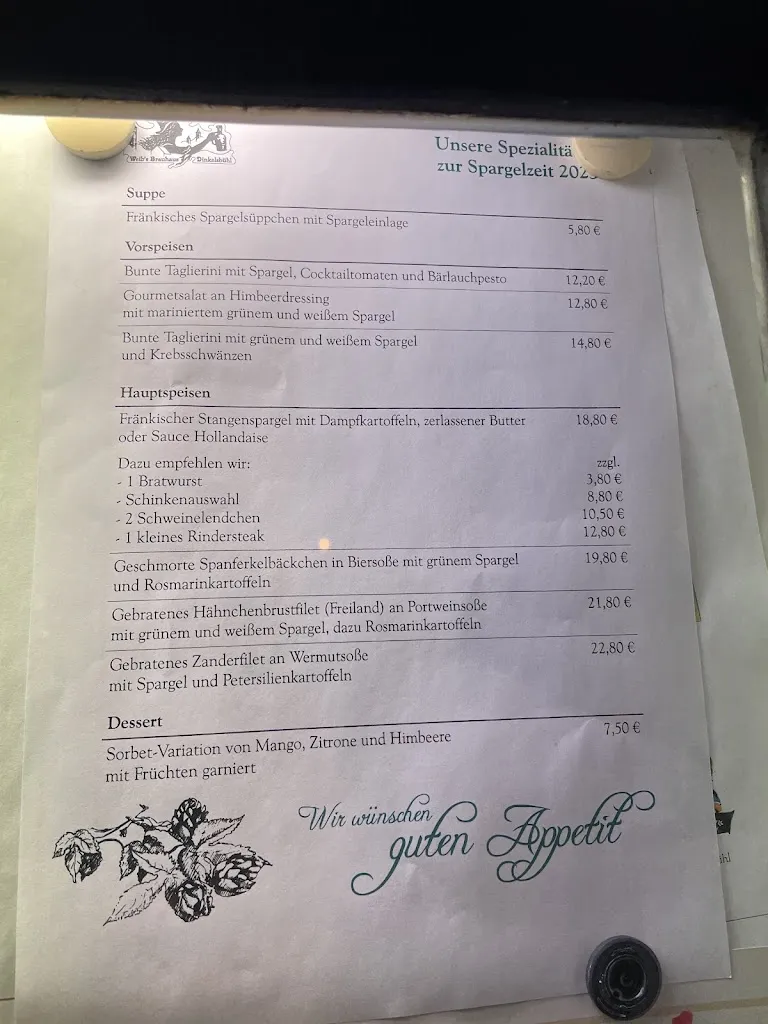 Weib's Brauhaus Dinkelsbühl
Unsere Spezialitä
zur Spargelzeit 202
Suppe
Fränkisches Spargelsüppchen mit Spargeleinlage 5,80 €
Vorspeisen
Bunte Taglierini mit Spargel, Cocktailtomaten und Bärlauchpesto 12,20 €
Gourmetsalat an Himbeerdressing 12,80 €
mit mariniertem grünem und weißem Spargel
Bunte Taglierini mit grünem und weißem Spargel 14,80 €
und Krebsschwänzen
Hauptspeisen
Fränkischer Stangenspargel mit Dampfkartoffeln, zerlassener Butter 18,80 €
oder Sauce Hollandaise
Dazu empfehlen wir: zzgl.
- 1 Bratwurst 3,80 €
- Schinkenauswahl 8,80 €
- 2 Schweinelendchen 10,50 €
- 1 kleines Rindersteak 12,80 €
Geschmorte Spanferkelbäckchen in Biersoße mit grünem Spargel 19,80 €
und Rosmarinkartoffeln
Gebratenes Hähnchenbrustfilet (Freiland) an Portweinsoße 21,80 €
mit grünem und weißem Spargel, dazu Rosmarinkartoffeln
Gebratenes Zanderfilet an Wermutsoße 22,80 €
mit Spargel und Petersilienkartoffeln
Dessert
Sorbet-Variation von Mango, Zitrone und Himbeere 7,50 €
mit Früchten garniert
Wir wünschen
guten Appetit